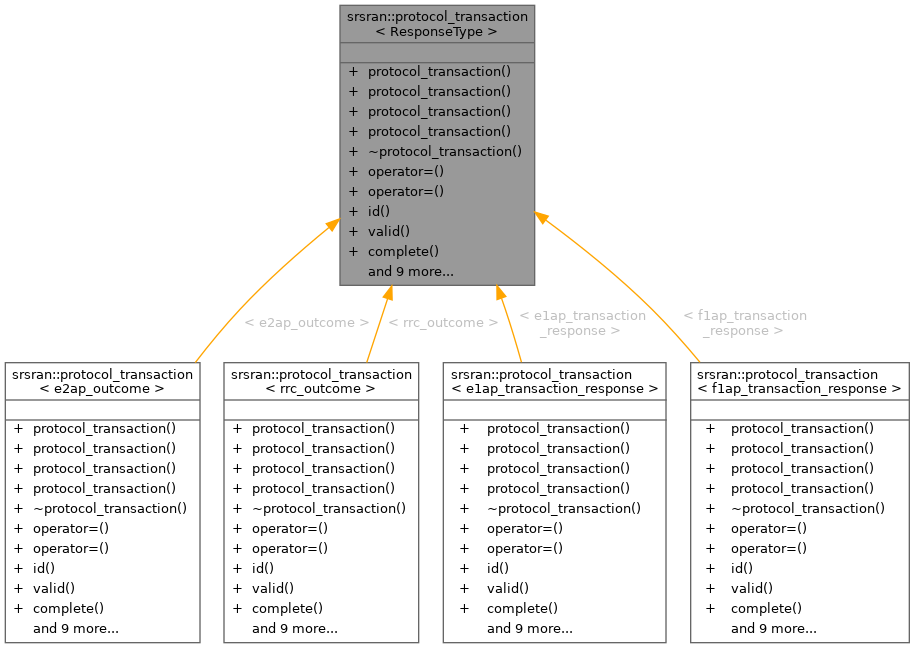 srsran::protocol_transaction
< ResponseType >
+ protocol_transaction()
+ protocol_transaction()
+ protocol_transaction()
+ protocol_transaction()
+ ~protocol_transaction()
+ operator=()
+ operator=()
+ id()
+ valid()
+ complete()
and 9 more...
< e2ap_outcome >
< rrc_outcome >
< e1ap_transaction
_response >
< f1ap_transaction
_response >
srsran::protocol_transaction
< e2ap_outcome >
+ protocol_transaction()
+ protocol_transaction()
+ protocol_transaction()
+ protocol_transaction()
+ ~protocol_transaction()
+ operator=()
+ operator=()
+ id()
+ valid()
+ complete()
and 9 more...
srsran::protocol_transaction
< rrc_outcome >
+ protocol_transaction()
+ protocol_transaction()
+ protocol_transaction()
+ protocol_transaction()
+ ~protocol_transaction()
+ operator=()
+ operator=()
+ id()
+ valid()
+ complete()
and 9 more...
srsran::protocol_transaction
< e1ap_transaction_response >
+ protocol_transaction()
+ protocol_transaction()
+ protocol_transaction()
+ protocol_transaction()
+ ~protocol_transaction()
+ operator=()
+ operator=()
+ id()
+ valid()
+ complete()
and 9 more...
srsran::protocol_transaction
< f1ap_transaction_response >
+ protocol_transaction()
+ protocol_transaction()
+ protocol_transaction()
+ protocol_transaction()
+ ~protocol_transaction()
+ operator=()
+ operator=()
+ id()
+ valid()
+ complete()
and 9 more...